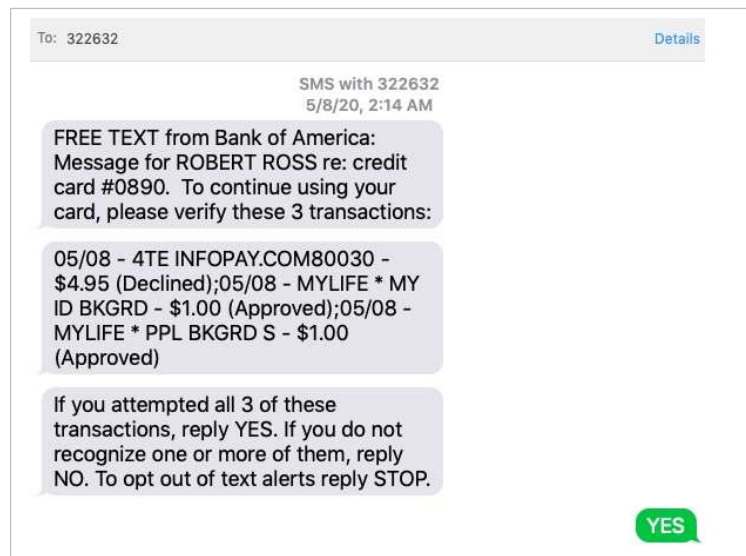 To: 322632 Details
SMS with 322632
5/8/20, 2:14 AM
FREE TEXT from Bank of America:
Message for ROBERT ROSS re: credit
card #0890.  To continue using your
card, please verify these 3 transactions:
05/08 - 4TE INFOPAY.COM80030 -
$4.95 (Declined);05/08 - MYLIFE * MY
ID BKGRD - $1.00 (Approved);05/08 -
MYLIFE * PPL BKGRD S - $1.00
(Approved)
If you attempted all 3 of these
transactions, reply YES. If you do not
recognize one or more of them, reply
NO. To opt out of text alerts reply STOP.
YES